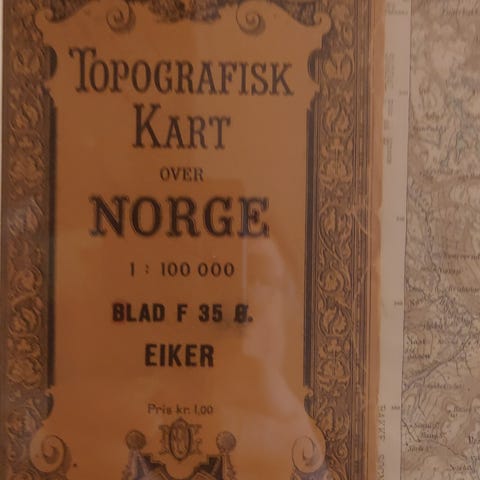 TOPOGRAFISK
KART
OVER
NORGE
1 : 100 000
BLAD F 35 Ø.
EIKER
Pris kr. 1,00